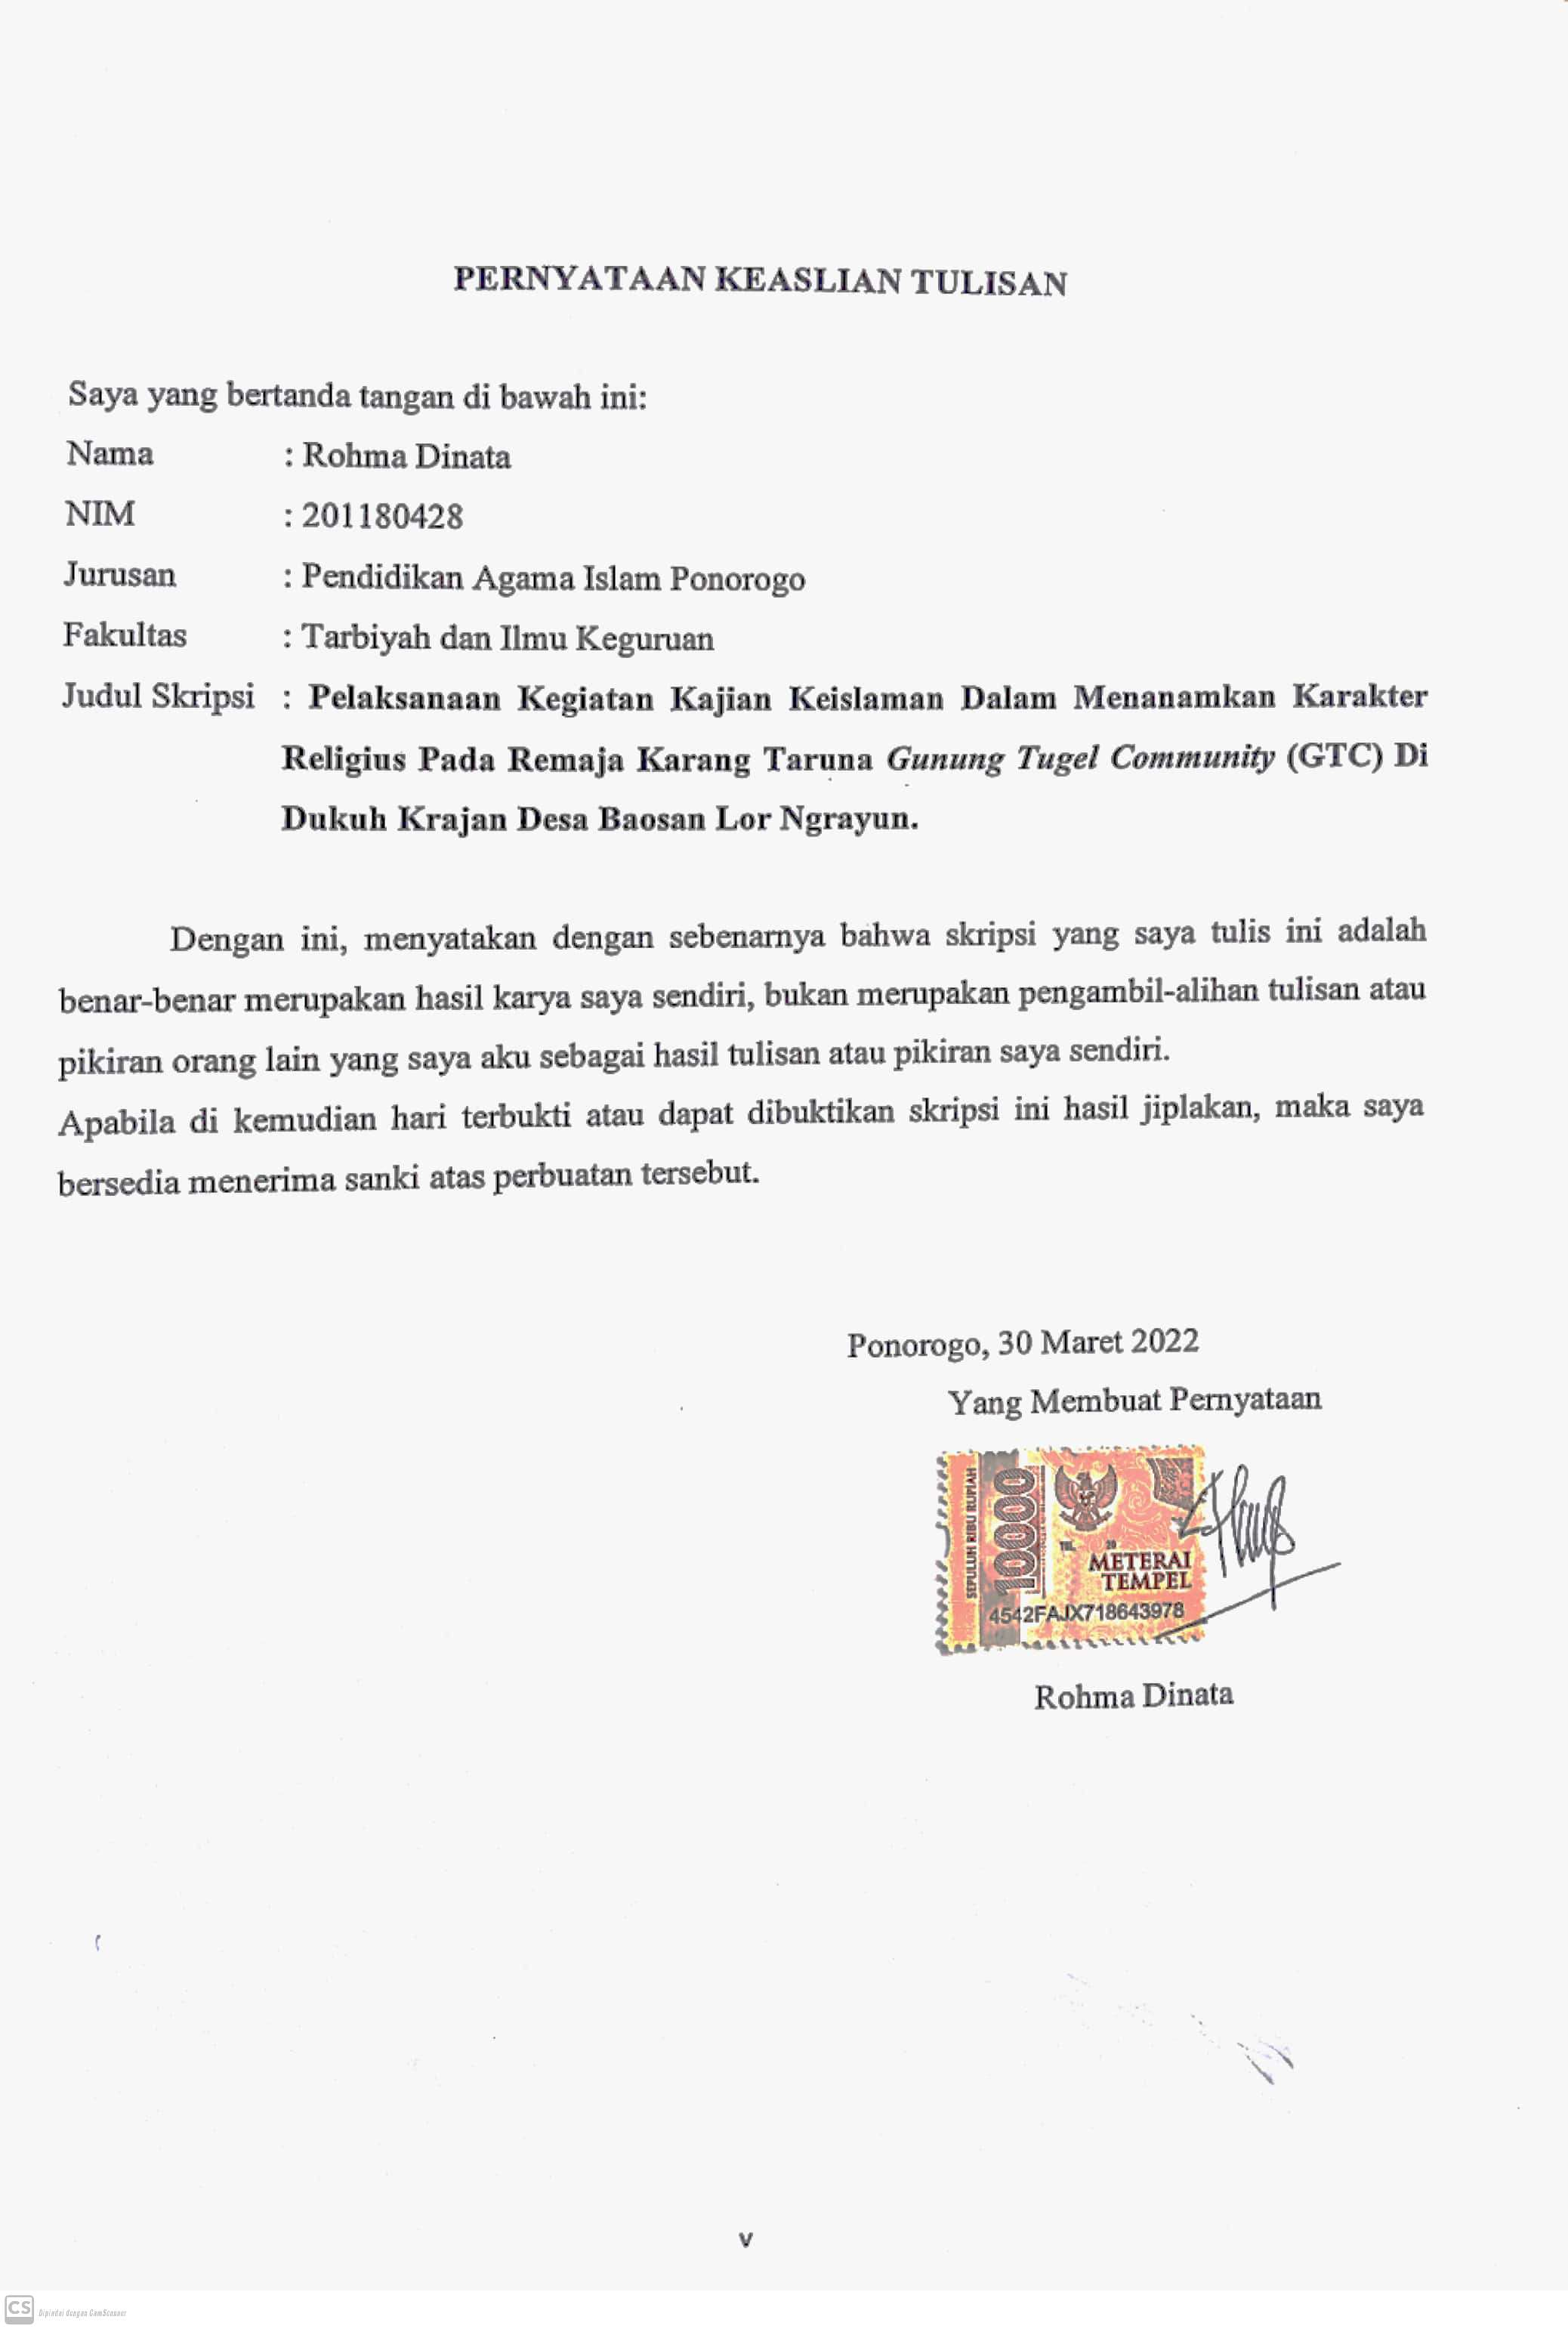 PERNYATAAN KEASLIAN TULISAN
Saya yang bertanda tangan di bawah ini:
Nama : Rohma Dinata
NIM : 201180428
Jurusan : Pendidikan Agama Islam Ponorogo
Fakultas : Tarbiyah dan Ilmu Keguruan
Judul Skripsi : Pelaksanaan Kegiatan Kajian Keislaman Dalam Menanamkan Karakter
Religius Pada Remaja Karang Taruna Gunung Tugel Community (GTC) Di
Dukuh Krajan Desa Baosan Lor Ngrayun.
Dengan ini, menyatakan dengan sebenarnya bahwa skripsi yang saya tulis ini adalah
benar-benar merupakan hasil karya saya sendiri, bukan merupakan pengambil-alihan tulisan atau
pikiran orang lain yang saya aku sebagai hasil tulisan atau pikiran saya sendiri.
Apabila di kemudian hari terbukti atau dapat dibuktikan skripsi ini hasil jiplakan, maka saya
bersedia menerima sanki atas perbuatan tersebut.
Ponorogo, 30 Maret 2022
Yang Membuat Pernyataan
SEPULUH RIBU RUPIAH
10000
TGL. 20
METERAI
TEMPEL
4542FAJX718643978
Rohma Dinata
v
CS Dipindai dengan CamScanner